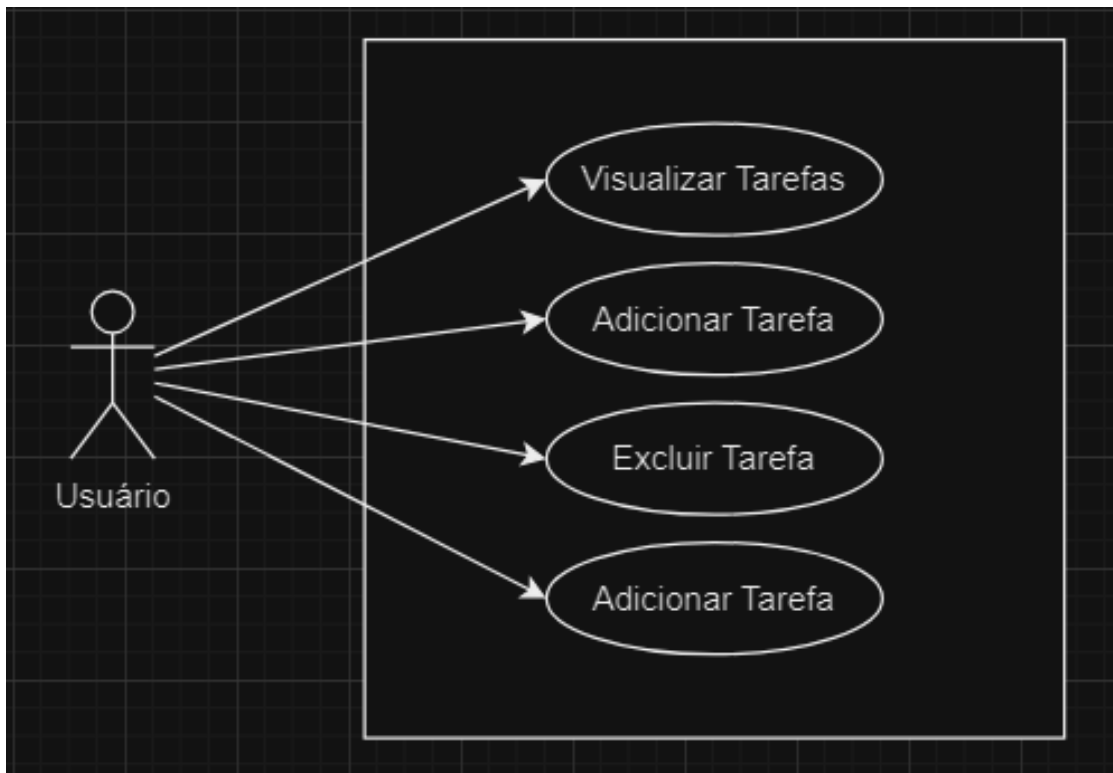 Visualizar Tarefas
Adicionar Tarefa
Excluir Tarefa
Usuário
Adicionar Tarefa